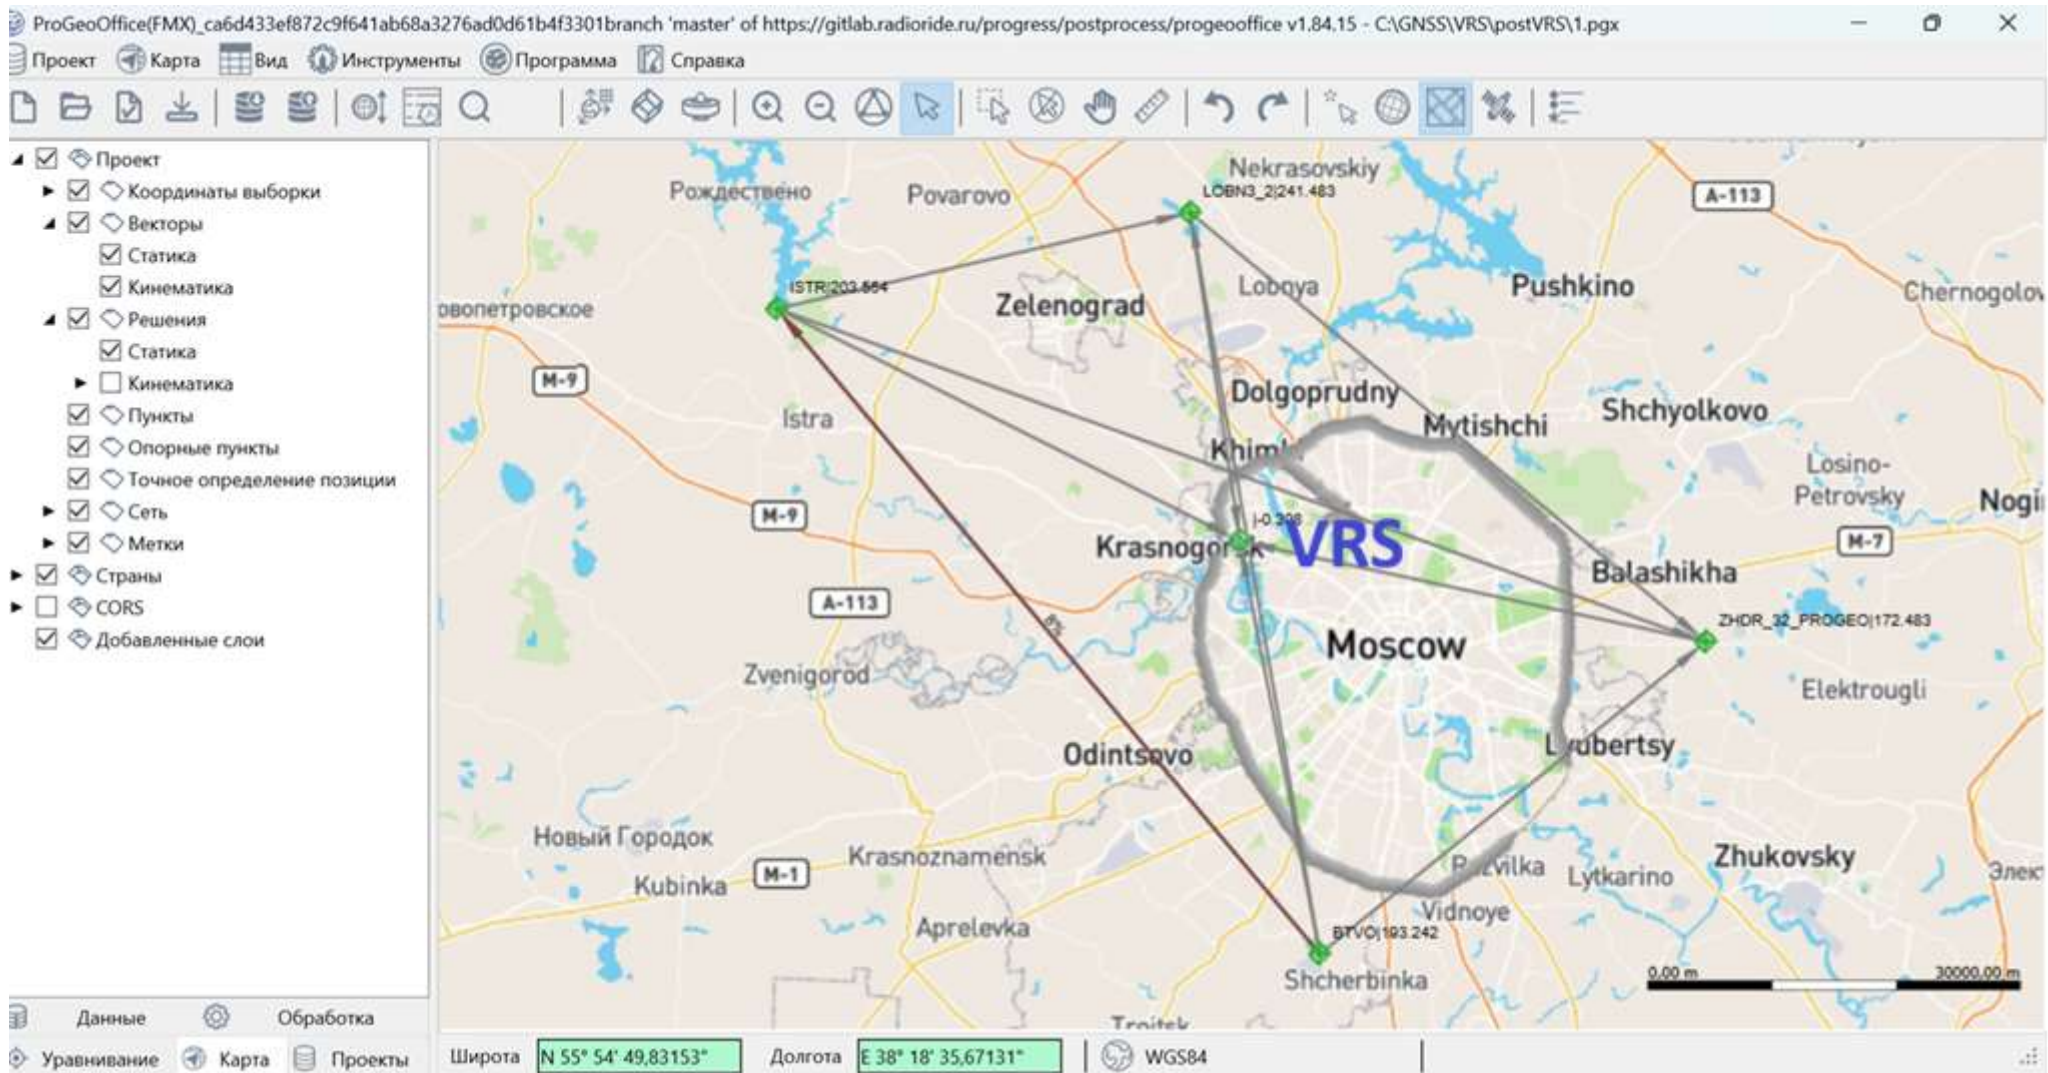 ProGeoOffice(FMX)_ca6d433ef872c9f641ab68a3276ad0d61b4f3301branch 'master' of https://gitlab.radioride.ru/progress/postprocess/progeooffice v1.84.15 - C:\GNSS\VRS\postVRS\1.pgx
Проект Карта Вид Инструменты Программа Справка
Проект
Координаты выборки
Векторы
Статика
Кинематика
Решения
Статика
Кинематика
Пункты
Опорные пункты
Точное определение позиции
Сеть
Метки
Страны
CORS
Добавленные слои
Данные Обработка
Уравнивание Карта Проекты
Nekrasovskiy
Рождествено Povarovo LOBN3_2|241.483 A-113
ISTR|203.554 Lobnya Pushkino Chernogolov
овопетровское Zelenograd
M-9 Dolgoprudny Shchyolkovo
Istra Mytishchi
Khimki Losino-
Petrovsky Nogi
M-9 |-0.308
Krasnogorsk VRS M-7
Balashikha
A-113 ZHDR_32_PROGEO|172.483
8%
Moscow
Zvenigorod Elektrougli
Odintsovo Lyubertsy
Новый Городок Krasnoznamensk Razvilka Zhukovsky
Kubinka M-1 Lytkarino Элек
Aprelevka Vidnoye
BTVO|193.242
Shcherbinka 0.00 m 30000.00 m
Troitsk
Широта N 55° 54' 49,83153" Долгота E 38° 18' 35,67131" WGS84